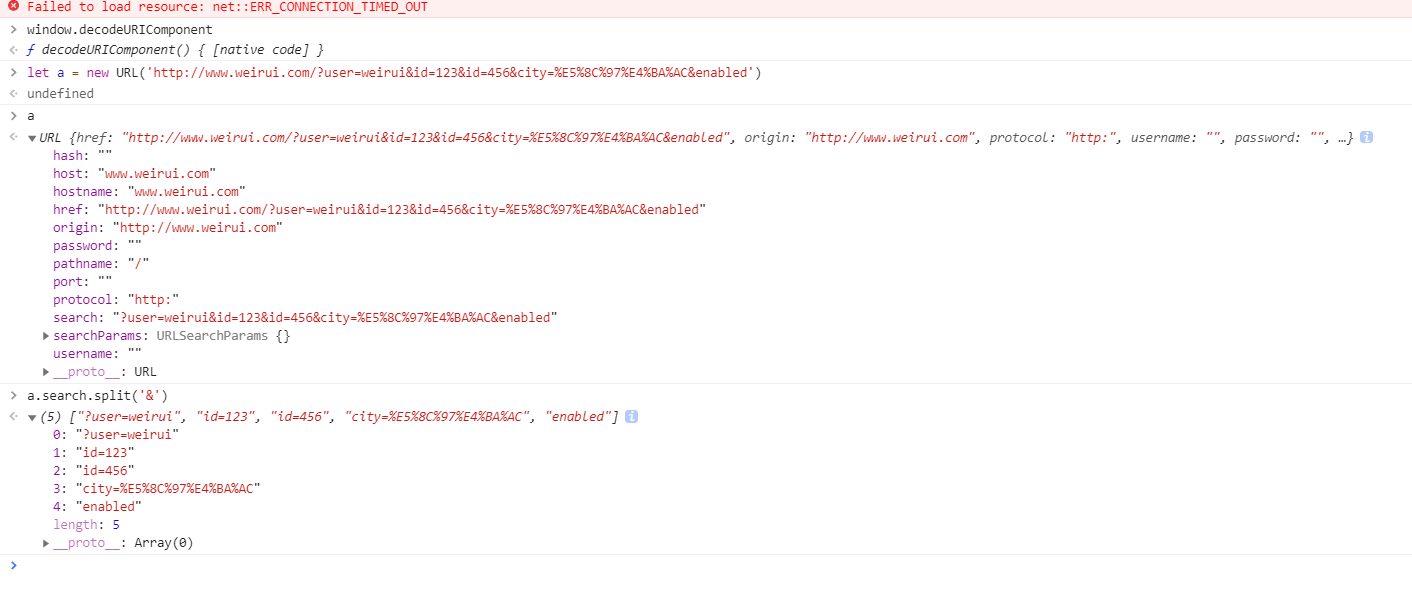 Failed to load resource: net::ERR_CONNECTION_TIMED_OUT
window.decodeURIComponent
ƒ decodeURIComponent() { [native code] }
let a = new URL('http://www.weirui.com/?user=weirui&id=123&id=456&city=%E5%8C%97%E4%BA%AC&enabled')
undefined
a
URL {href: "http://www.weirui.com/?user=weirui&id=123&id=456&city=%E5%8C%97%E4%BA%AC&enabled", origin: "http://www.weirui.com", protocol: "http:", username: "", password: "", …}
hash: ""
host: "www.weirui.com"
hostname: "www.weirui.com"
href: "http://www.weirui.com/?user=weirui&id=123&id=456&city=%E5%8C%97%E4%BA%AC&enabled"
origin: "http://www.weirui.com"
password: ""
pathname: "/"
port: ""
protocol: "http:"
search: "?user=weirui&id=123&id=456&city=%E5%8C%97%E4%BA%AC&enabled"
searchParams: URLSearchParams {}
username: ""
__proto__: URL
a.search.split('&')
(5) ["?user=weirui", "id=123", "id=456", "city=%E5%8C%97%E4%BA%AC", "enabled"]
0: "?user=weirui"
1: "id=123"
2: "id=456"
3: "city=%E5%8C%97%E4%BA%AC"
4: "enabled"
length: 5
__proto__: Array(0)